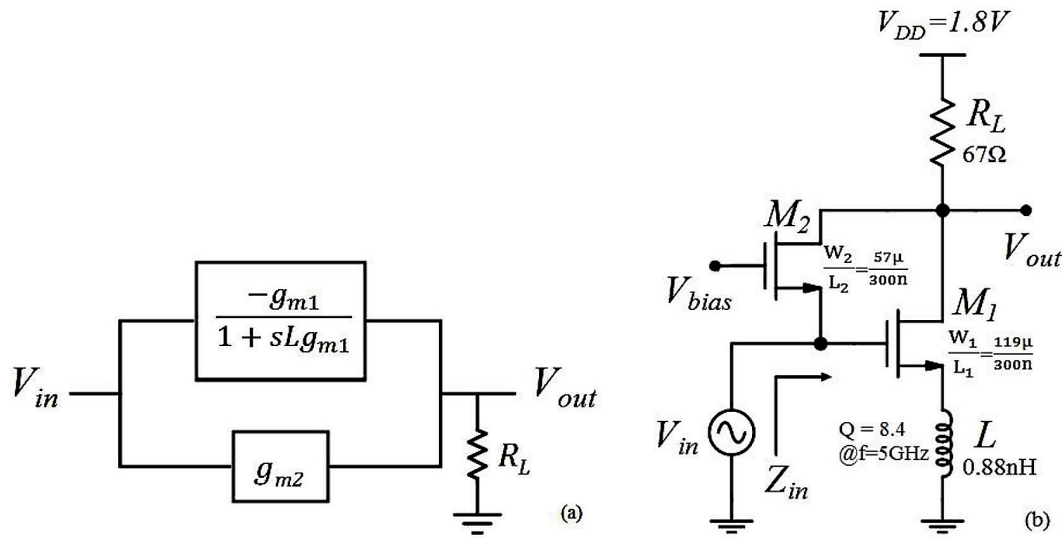 V_in
-g_m1
1 + sLg_m1
g_m2
V_out
R_L
(a)
V_DD=1.8V
R_L
67Ω
V_out
M_2
W_2/L_2=57μ/300n
V_bias
M_1
W_1/L_1=119μ/300n
V_in
Z_in
Q = 8.4
@f=5GHz
L
0.88nH
(b)